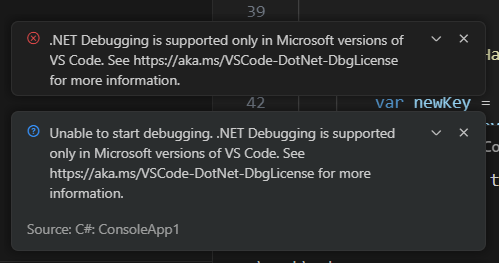 39
.NET Debugging is supported only in Microsoft versions of
VS Code. See https://aka.ms/VSCode-DotNet-DbgLicense
for more information.
Ha
42 var newKey =
Unable to start debugging. .NET Debugging is supported
only in Microsoft versions of VS Code. See
https://aka.ms/VSCode-DotNet-DbgLicense for more
information.
Co
t
Source: C#: ConsoleApp1